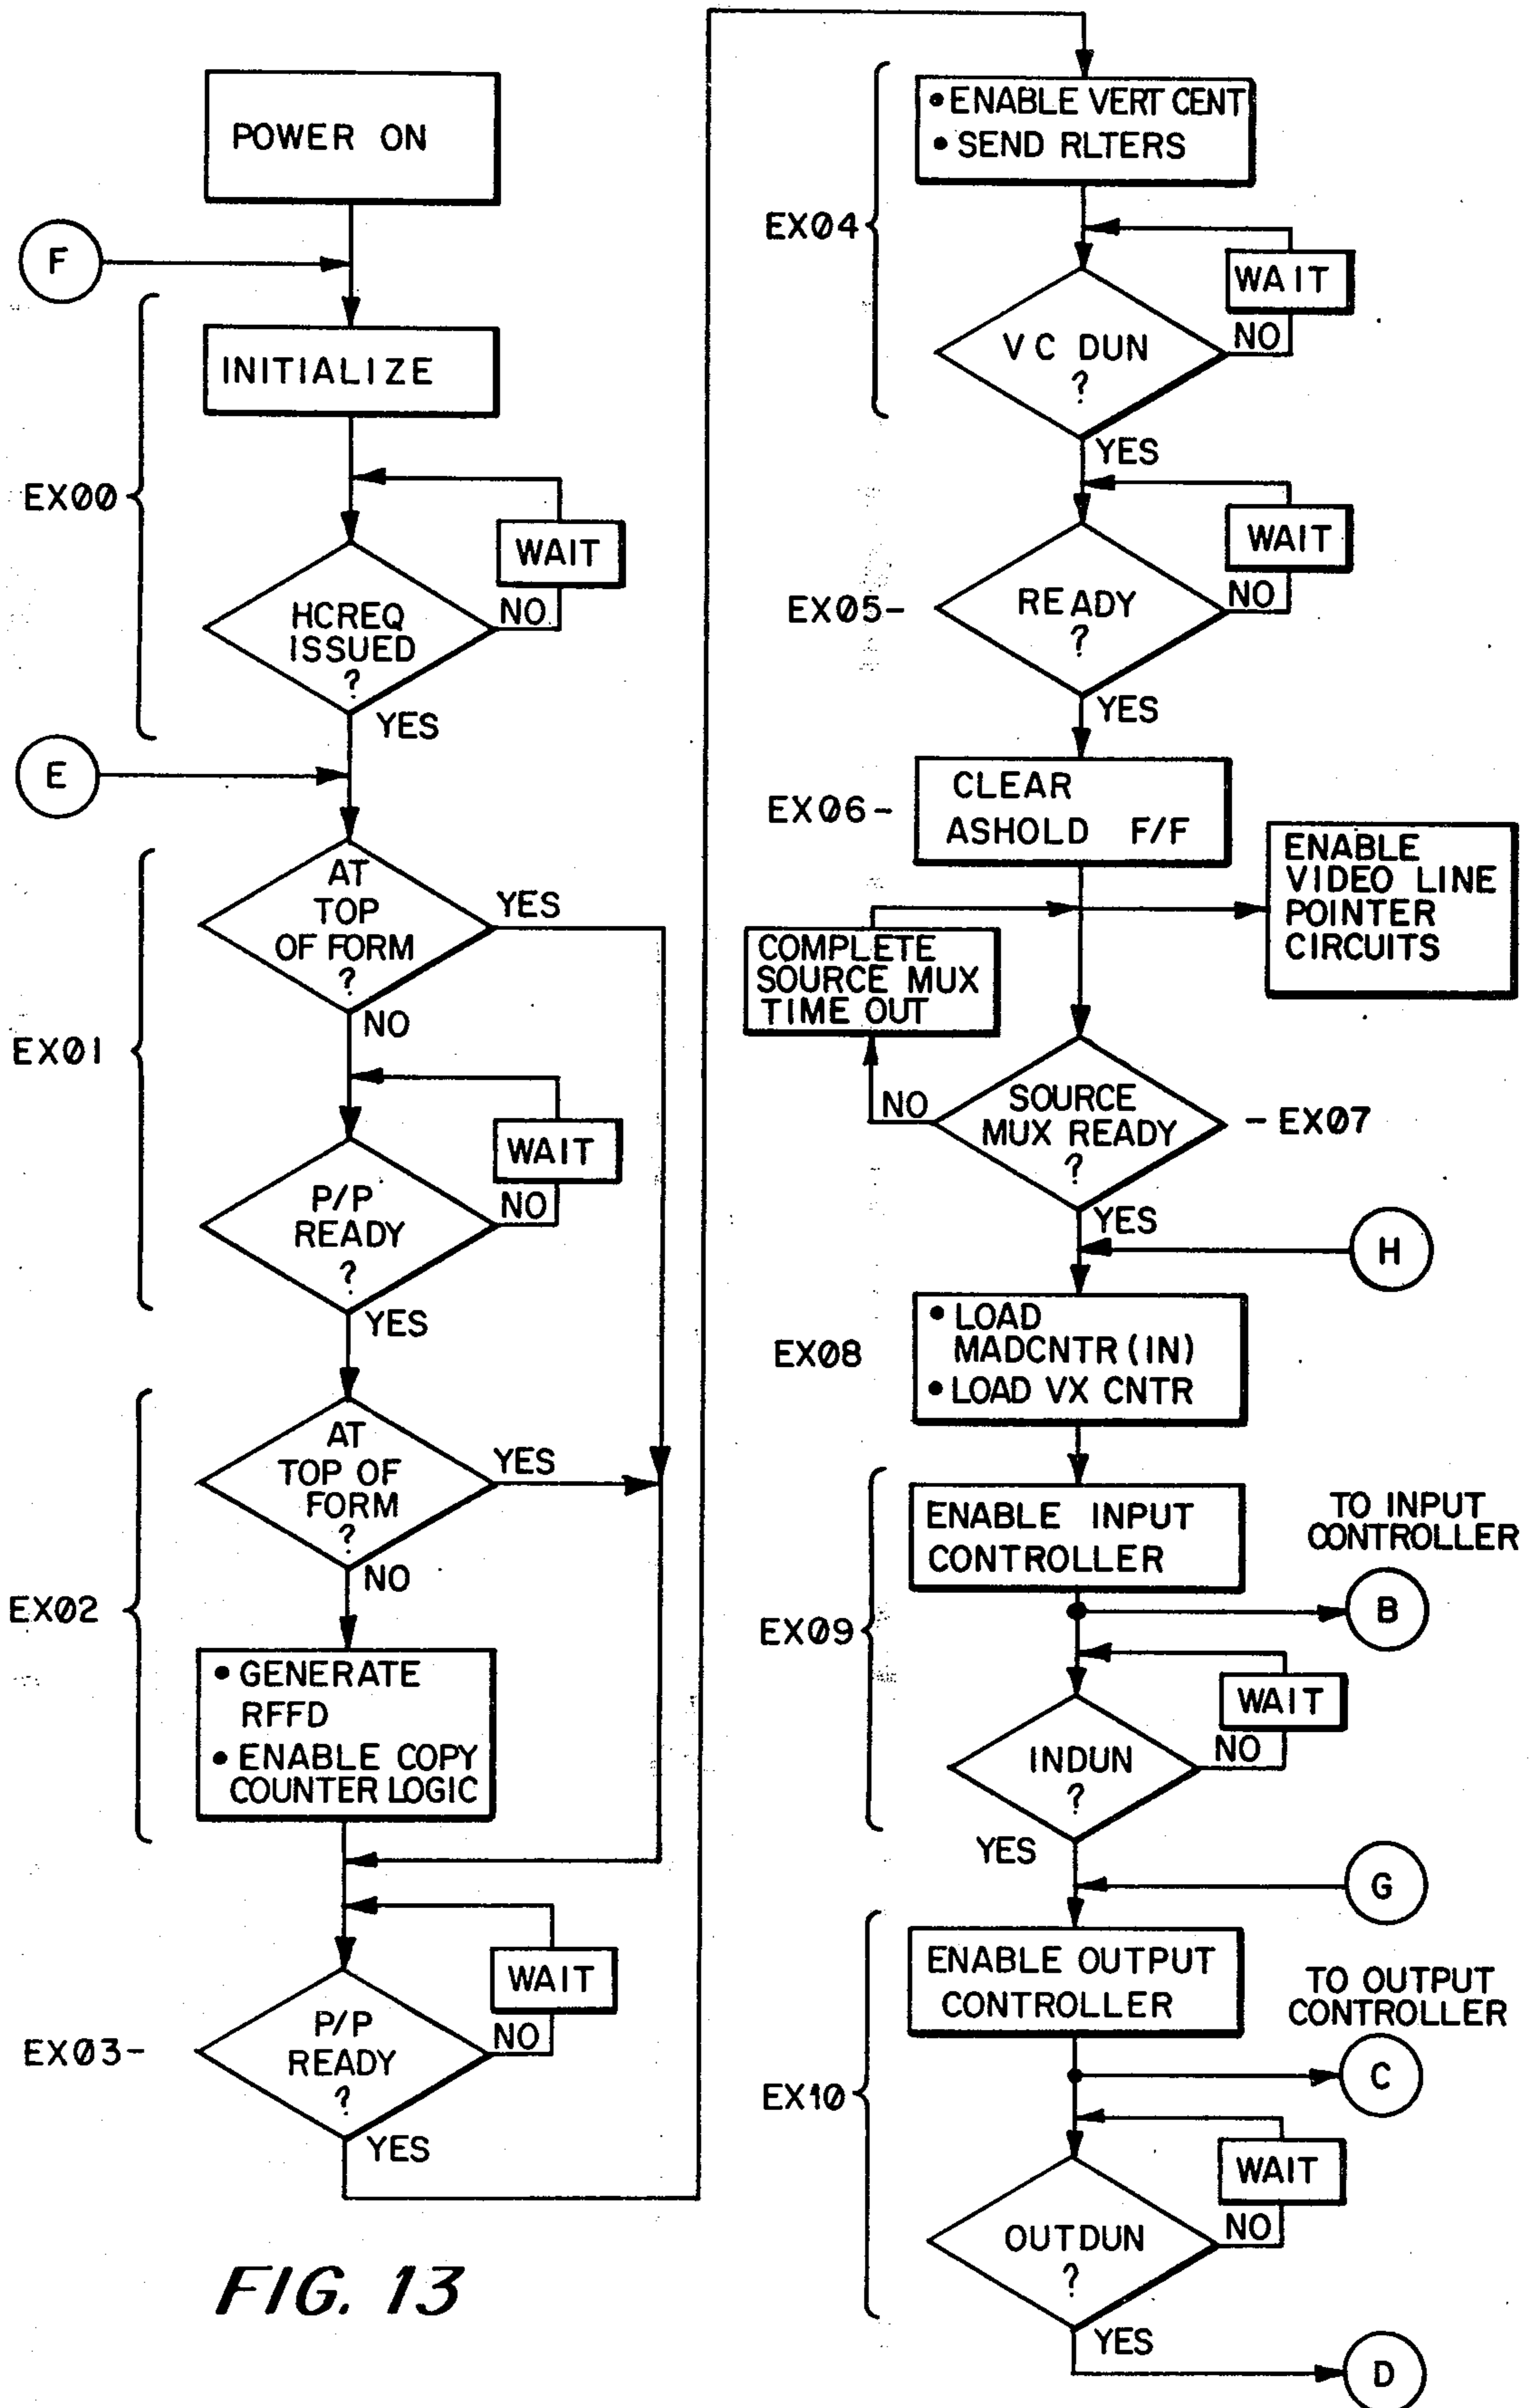 POWER ON
F
INITIALIZE
EX00
WAIT
HCREQ
ISSUED
?
NO
YES
E
AT
TOP
OF FORM
?
YES
NO
EX01
WAIT
P/P
READY
?
NO
YES
AT
TOP OF
FORM
?
YES
NO
EX02
• GENERATE
RFFD
• ENABLE COPY
COUNTER LOGIC
WAIT
EX03-
P/P
READY
?
NO
YES
FIG. 13
• ENABLE VERT CENT
• SEND RLTERS
EX04
WAIT
VC DUN
?
NO
YES
WAIT
EX05-
READY
?
NO
YES
EX06-
CLEAR
ASHOLD F/F
ENABLE
VIDEO LINE
POINTER
CIRCUITS
COMPLETE
SOURCE MUX
TIME OUT
NO
SOURCE
MUX READY
?
- EX07
YES
H
EX08
• LOAD
MADCNTR (IN)
• LOAD VX CNTR
ENABLE INPUT
CONTROLLER
TO INPUT
CONTROLLER
B
EX09
WAIT
INDUN
?
NO
YES
G
ENABLE OUTPUT
CONTROLLER
TO OUTPUT
CONTROLLER
C
EX10
WAIT
OUTDUN
?
NO
YES
D